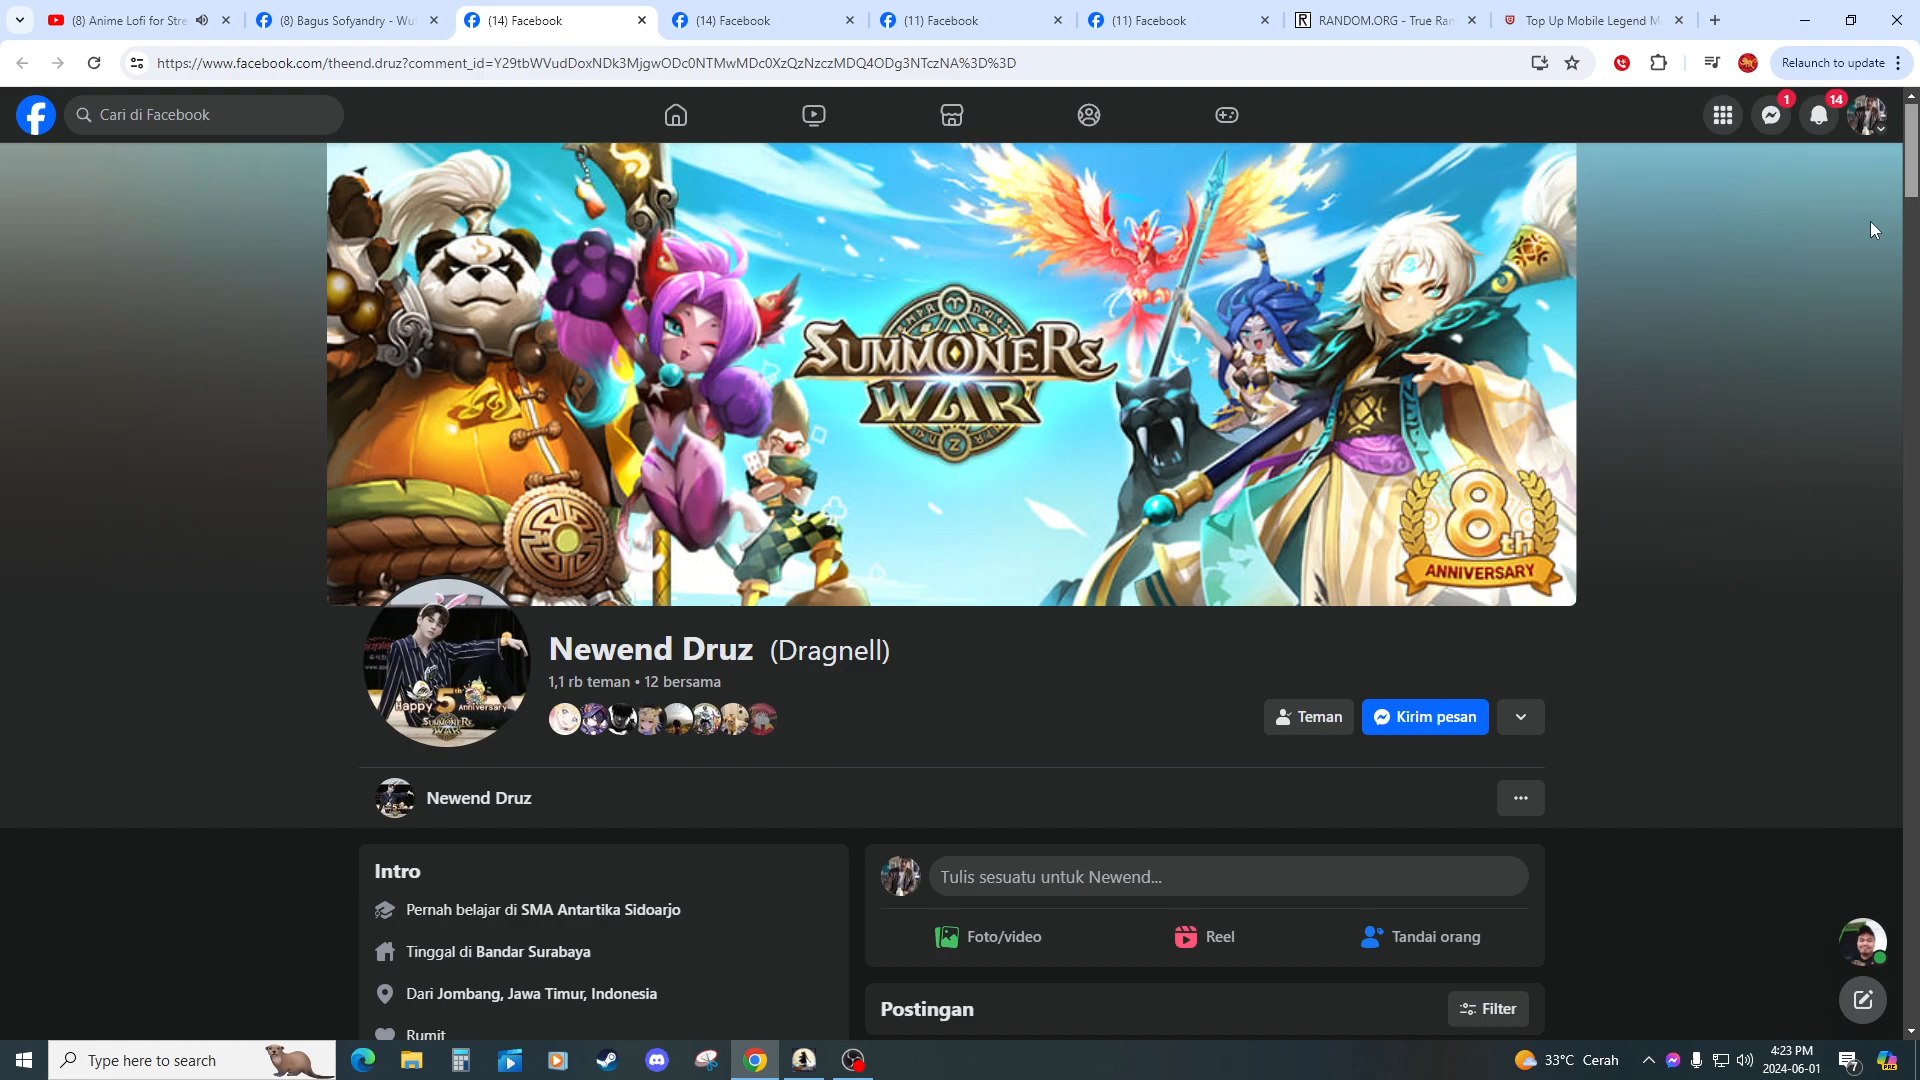 (8) Anime Lofi for Stre
(8) Bagus Sofyandry - Wu
(14) Facebook
(14) Facebook
(11) Facebook
(11) Facebook
RANDOM.ORG - True Ra
Top Up Mobile Legend M
https://www.facebook.com/theend.druz?comment_id=Y29tbWVudDoxNDk3MjgwODc0NTMwMDc0XzQzNzczMDQ4ODg3NTczNA%3D%3D
Relaunch to update
Cari di Facebook
1
14
SUMMONERS
WAR
8th
ANNIVERSARY
Happy 5th Anniversary
SUMMONERS
WAR
Newend Druz (Dragnell)
1,1 rb teman • 12 bersama
Teman
Kirim pesan
Newend Druz
Intro
Pernah belajar di SMA Antartika Sidoarjo
Tinggal di Bandar Surabaya
Dari Jombang, Jawa Timur, Indonesia
Rumit
Tulis sesuatu untuk Newend...
Foto/video
Reel
Tandai orang
Postingan
Filter
Type here to search
33°C Cerah
4:23 PM
2024-06-01
7